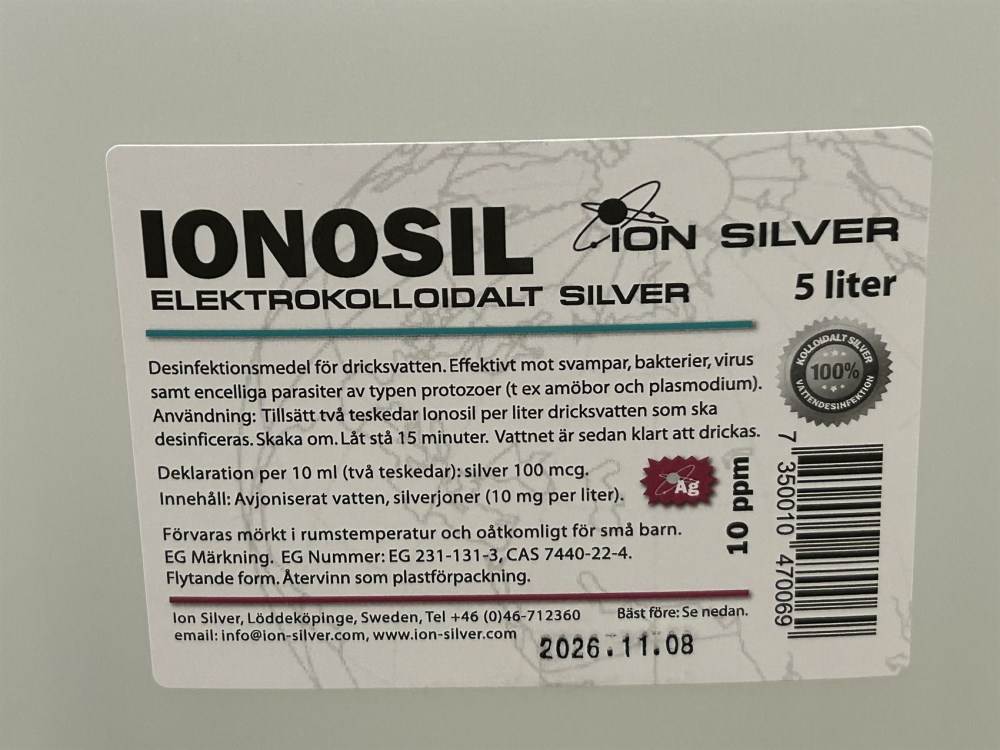 IONOSIL
ION SILVER
ELEKTROKOLLOIDALT SILVER
5 liter
Desinfektionsmedel för dricksvatten. Effektivt mot svampar, bakterier, virus
samt encelliga parasiter av typen protozoer (t ex amöbor och plasmodium).
Användning: Tillsätt två teskedar Ionosil per liter dricksvatten som ska
desinficeras. Skaka om. Låt stå 15 minuter. Vattnet är sedan klart att drickas.
KOLLOIDALT SILVER
100%
VATTENDESINFEKTION
Deklaration per 10 ml (två teskedar): silver 100 mcg.
Innehåll: Avjoniserat vatten, silverjoner (10 mg per liter).
Ag
10 ppm
7 350010 470069
Förvaras mörkt i rumstemperatur och oåtkomligt för små barn.
EG Märkning. EG Nummer: EG 231-131-3, CAS 7440-22-4.
Flytande form. Återvinn som plastförpackning.
Ion Silver, Löddeköpinge, Sweden, Tel +46 (0)46-712360
Bäst före: Se nedan.
email: info@ion-silver.com, www.ion-silver.com
2026.11.08